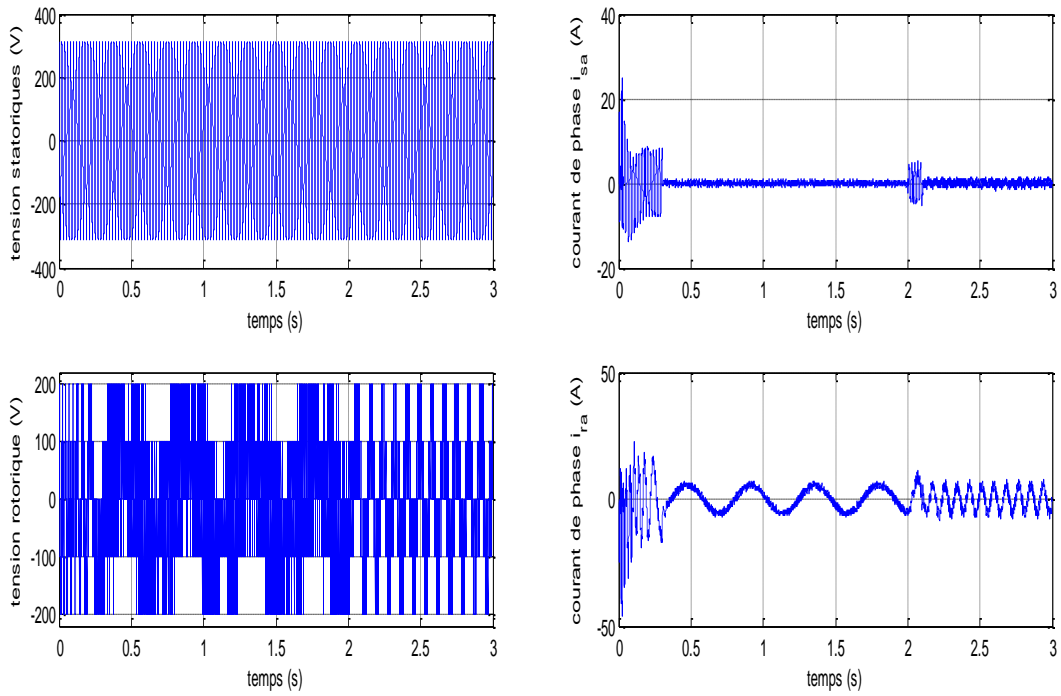 tension statoriques (V)
400
200
0
-200
-400
0 0.5 1 1.5 2 2.5 3
temps (s)
courant de phase i_sa (A)
40
20
0
-20
0 0.5 1 1.5 2 2.5 3
temps (s)
tension rotorique (V)
200
100
0
-100
-200
0 0.5 1 1.5 2 2.5 3
temps (s)
courant de phase i_ra (A)
50
0
-50
0 0.5 1 1.5 2 2.5 3
temps (s)